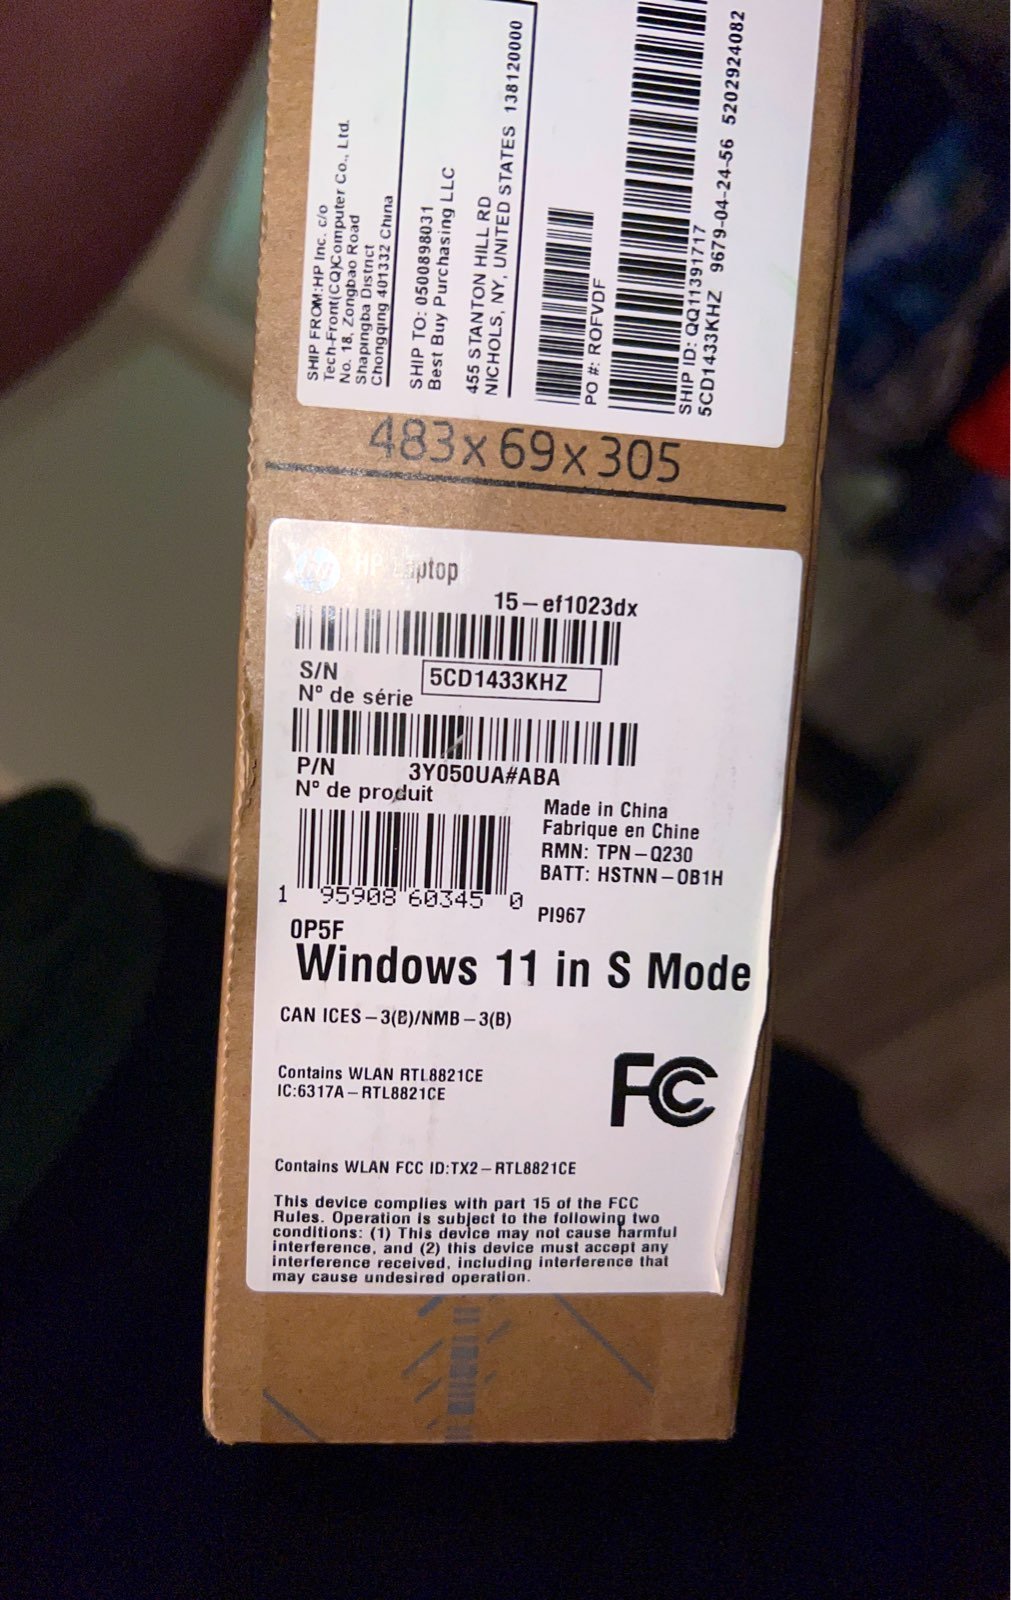 SHIP FROM:HP Inc. c/o
Tech-Front(CQ)Computer Co., Ltd.
No. 18, Zongbao Road
Shapingba District
Chongqing 401332 China
SHIP TO: 0500898031
Best Buy Purchasing LLC
455 STANTON HILL RD
NICHOLS, NY, UNITED STATES 138120000
PO #: ROFVDF
SHIP ID: QQ11391717
5CD1433KHZ 9679-04-24-56 5202924082
483x69x305
hp HP Laptop
15-ef1023dx
S/N 5CD1433KHZ
N° de série
P/N 3Y050UA#ABA
N° de produit
Made in China
Fabrique en Chine
RMN: TPN-Q230
BATT: HSTNN-OB1H
1 95908 60345 0
PI967
0P5F
Windows 11 in S Mode
CAN ICES-3(B)/NMB-3(B)
Contains WLAN RTL8821CE
IC:6317A-RTL8821CE
FC
Contains WLAN FCC ID:TX2-RTL8821CE
This device complies with part 15 of the FCC
Rules. Operation is subject to the following two
conditions: (1) This device may not cause harmful
interference, and (2) this device must accept any
interference received, including interference that
may cause undesired operation.